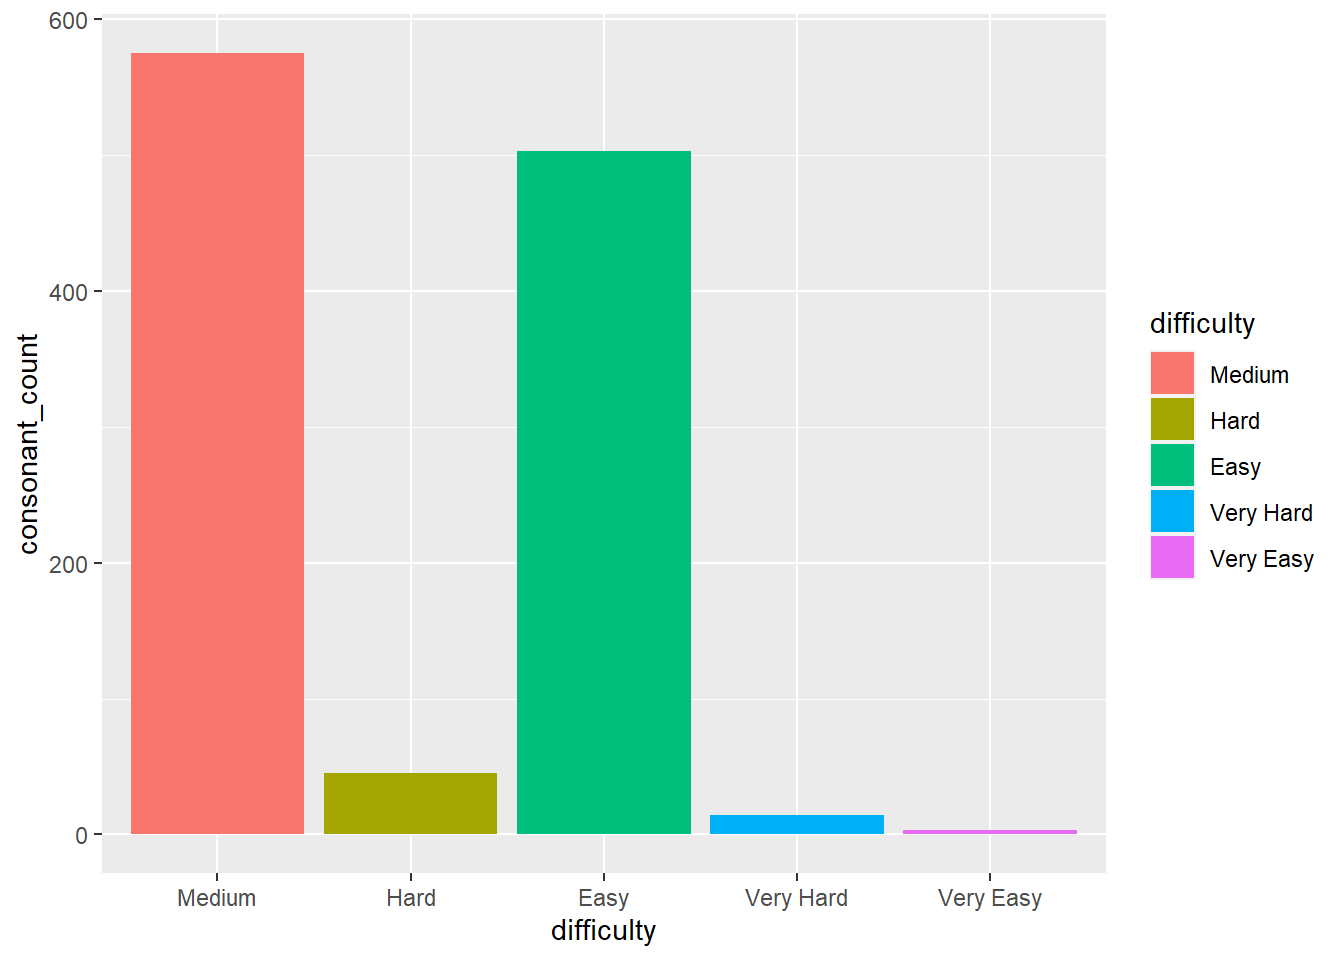 600
400
200
0
consonant_count
Medium
Hard
Easy
Very Hard
Very Easy
difficulty
difficulty
Medium
Hard
Easy
Very Hard
Very Easy